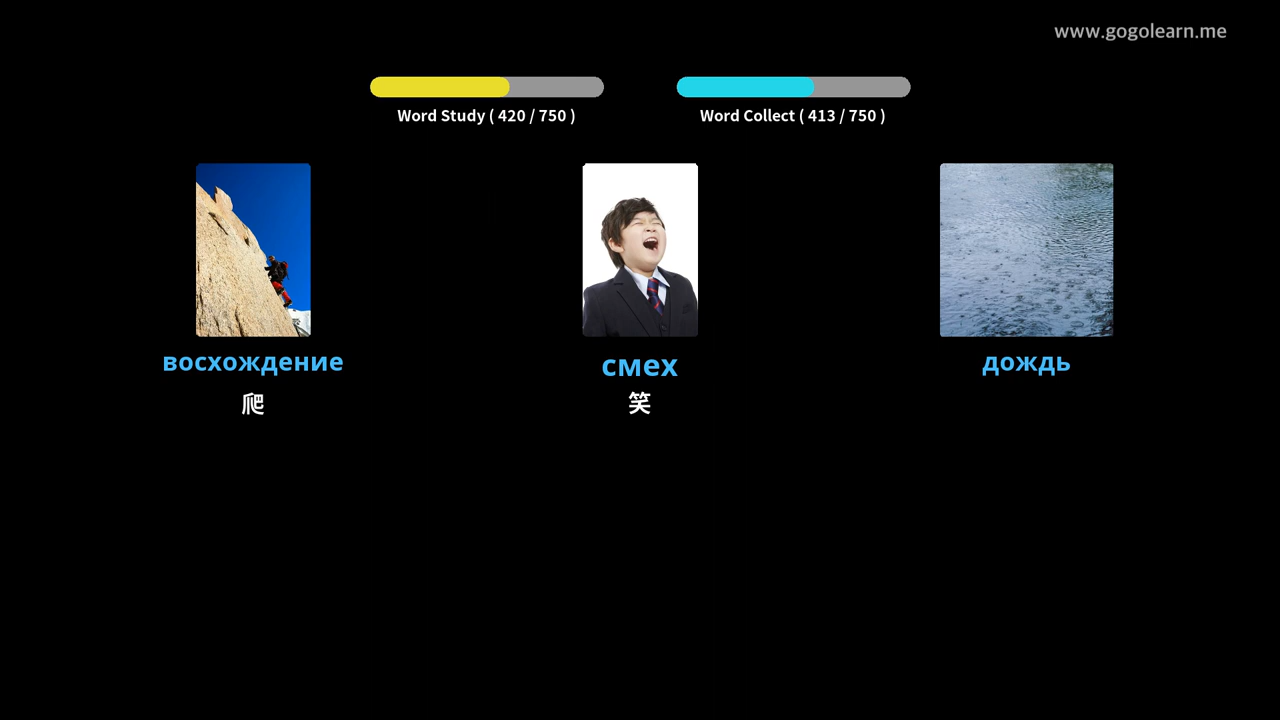 www.gogolearn.me
Word Study ( 420 / 750 )
Word Collect ( 413 / 750 )
восхождение
смех
дождь
爬
笑